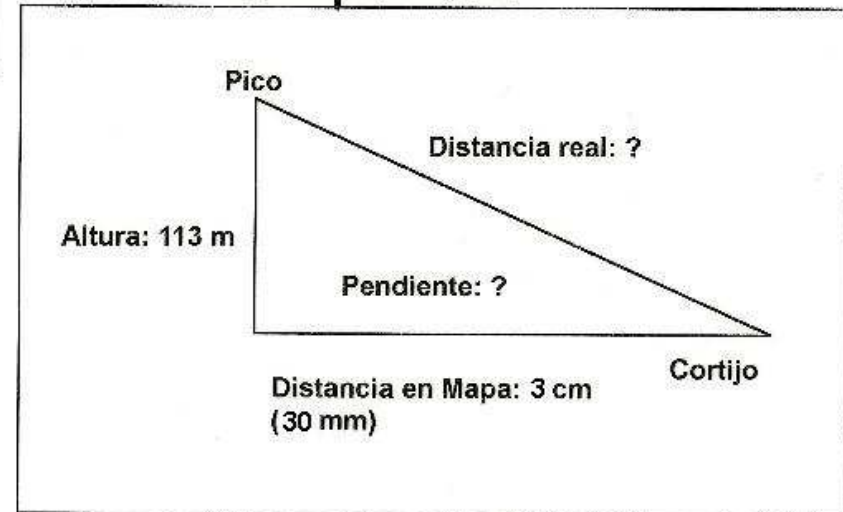 Pico
Distancia real: ?
Altura: 113 m
Pendiente: ?
Cortijo
Distancia en Mapa: 3 cm
(30 mm)